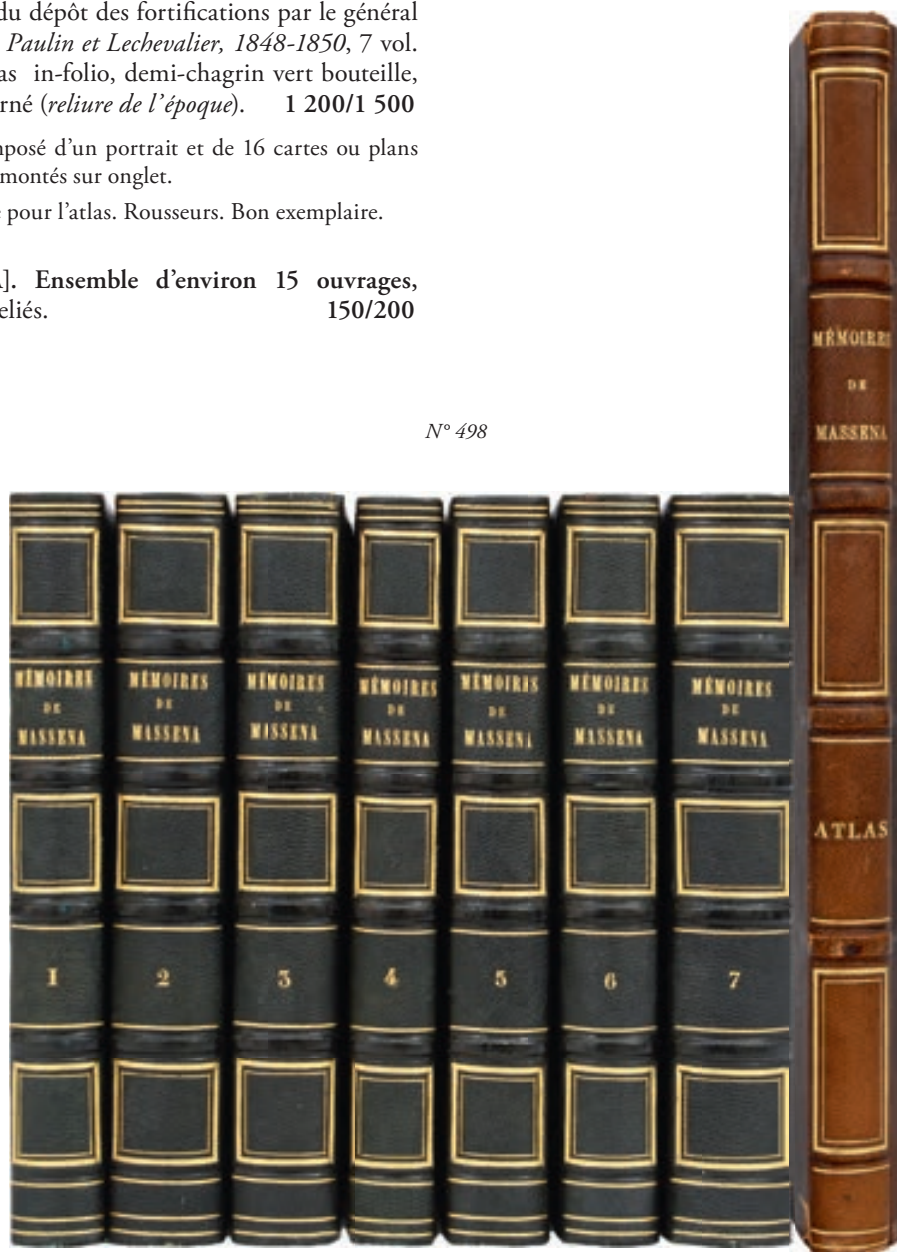 du dépôt des fortifications par le général
Paulin et Lechevalier, 1848-1850, 7 vol.
as in-folio, demi-chagrin vert bouteille,
rné (reliure de l'époque). 1 200/1 500
nposé d'un portrait et de 16 cartes ou plans
montés sur onglet.
e pour l'atlas. Rousseurs. Bon exemplaire.
A]. Ensemble d'environ 15 ouvrages,
eliés. 150/200
N° 498
MÉMOIRES
DE
MASSENA
1
MÉMOIRES
DE
MASSENA
2
MÉMOIRES
DE
MASSENA
3
MÉMOIRES
DE
MASSENA
4
MÉMOIRES
DE
MASSENA
5
MÉMOIRES
DE
MASSENA
6
MÉMOIRES
DE
MASSENA
7
MÉMOIRES
DE
MASSENA
ATLAS